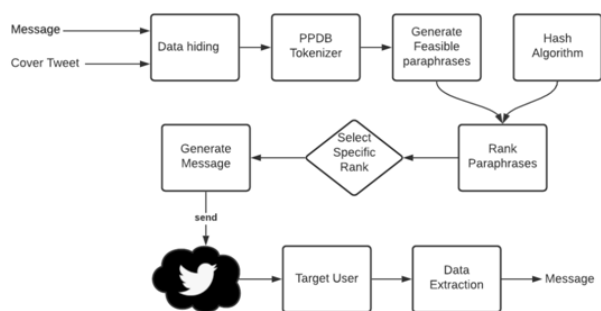 Message
Cover Tweet
Data hiding
PPDB
Tokenizer
Generate
Feasible
paraphrases
Hash
Algorithm
Generate
Message
Select
Specific
Rank
Rank
Paraphrases
send
Target User
Data
Extraction
Message